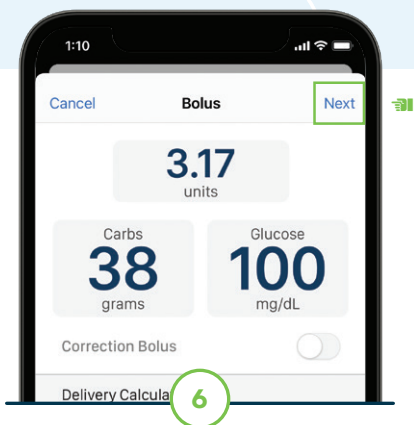 1:10
Cancel Bolus Next
3.17
units
Carbs Glucose
38 100
grams mg/dL
Correction Bolus
Delivery Calcula
6